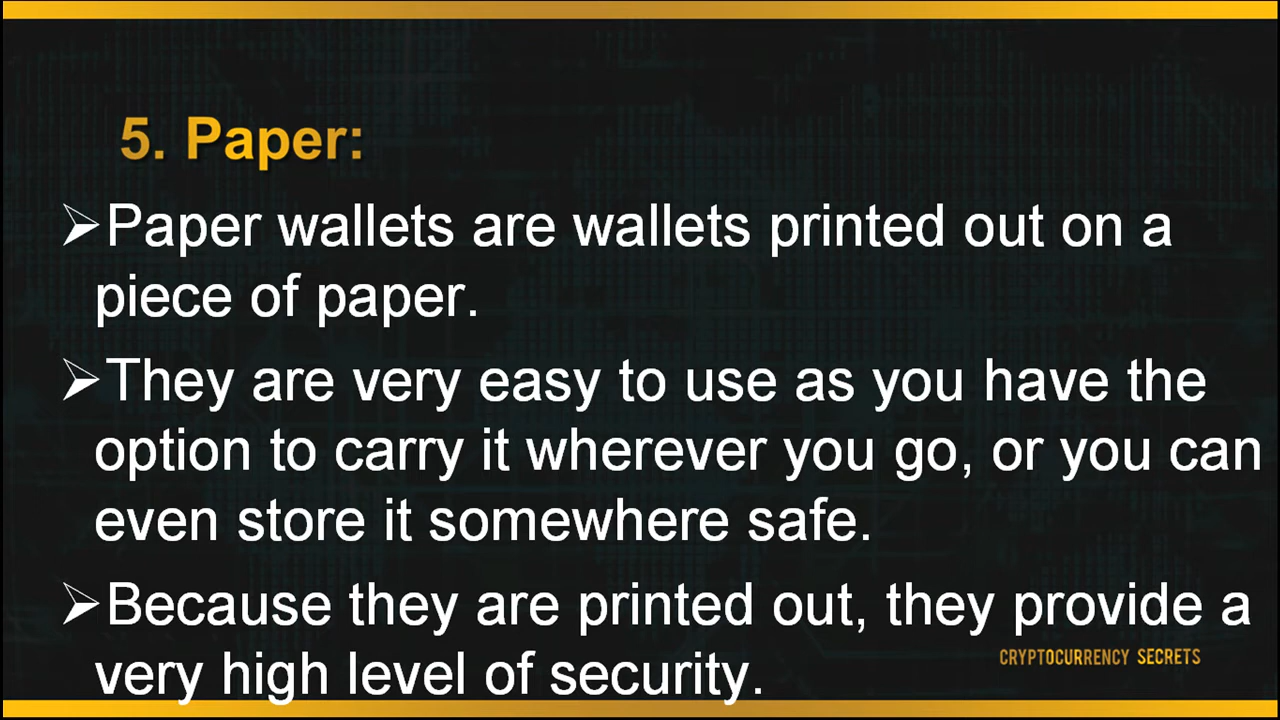 5. Paper:
➢Paper wallets are wallets printed out on a
piece of paper.
➢They are very easy to use as you have the
option to carry it wherever you go, or you can
even store it somewhere safe.
➢Because they are printed out, they provide a
very high level of security.
CRYPTOCURRENCY SECRETS